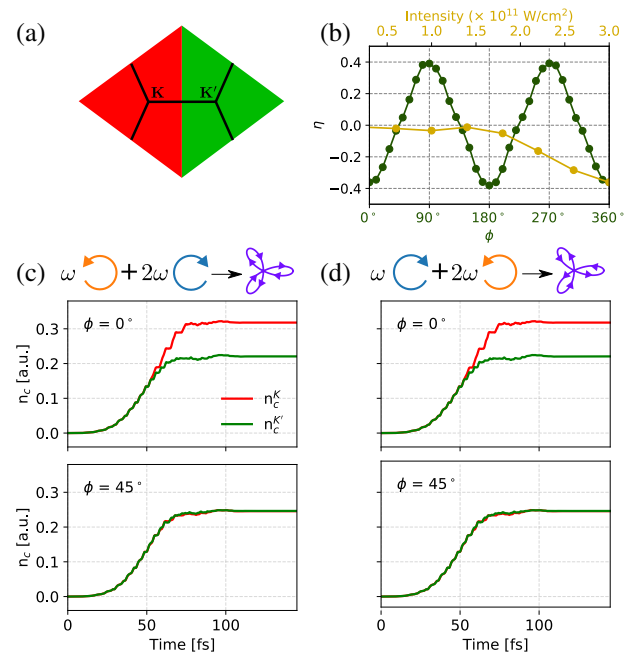 (a)
K
K′
(b)
Intensity (× 10¹¹ W/cm²)
0.5 1.0 1.5 2.0 2.5 3.0
η
0.4
0.2
0.0
−0.2
−0.4
0° 90° 180° 270° 360°
ϕ
(c)
ω + 2ω
ϕ = 0°
n_c [a.u.]
0.3
0.2
0.1
0.0
n_c^K
n_c^K′
ϕ = 45°
n_c [a.u.]
0.3
0.2
0.1
0.0
0 50 100
Time [fs]
(d)
ω + 2ω
ϕ = 0°
ϕ = 45°
0 50 100
Time [fs]